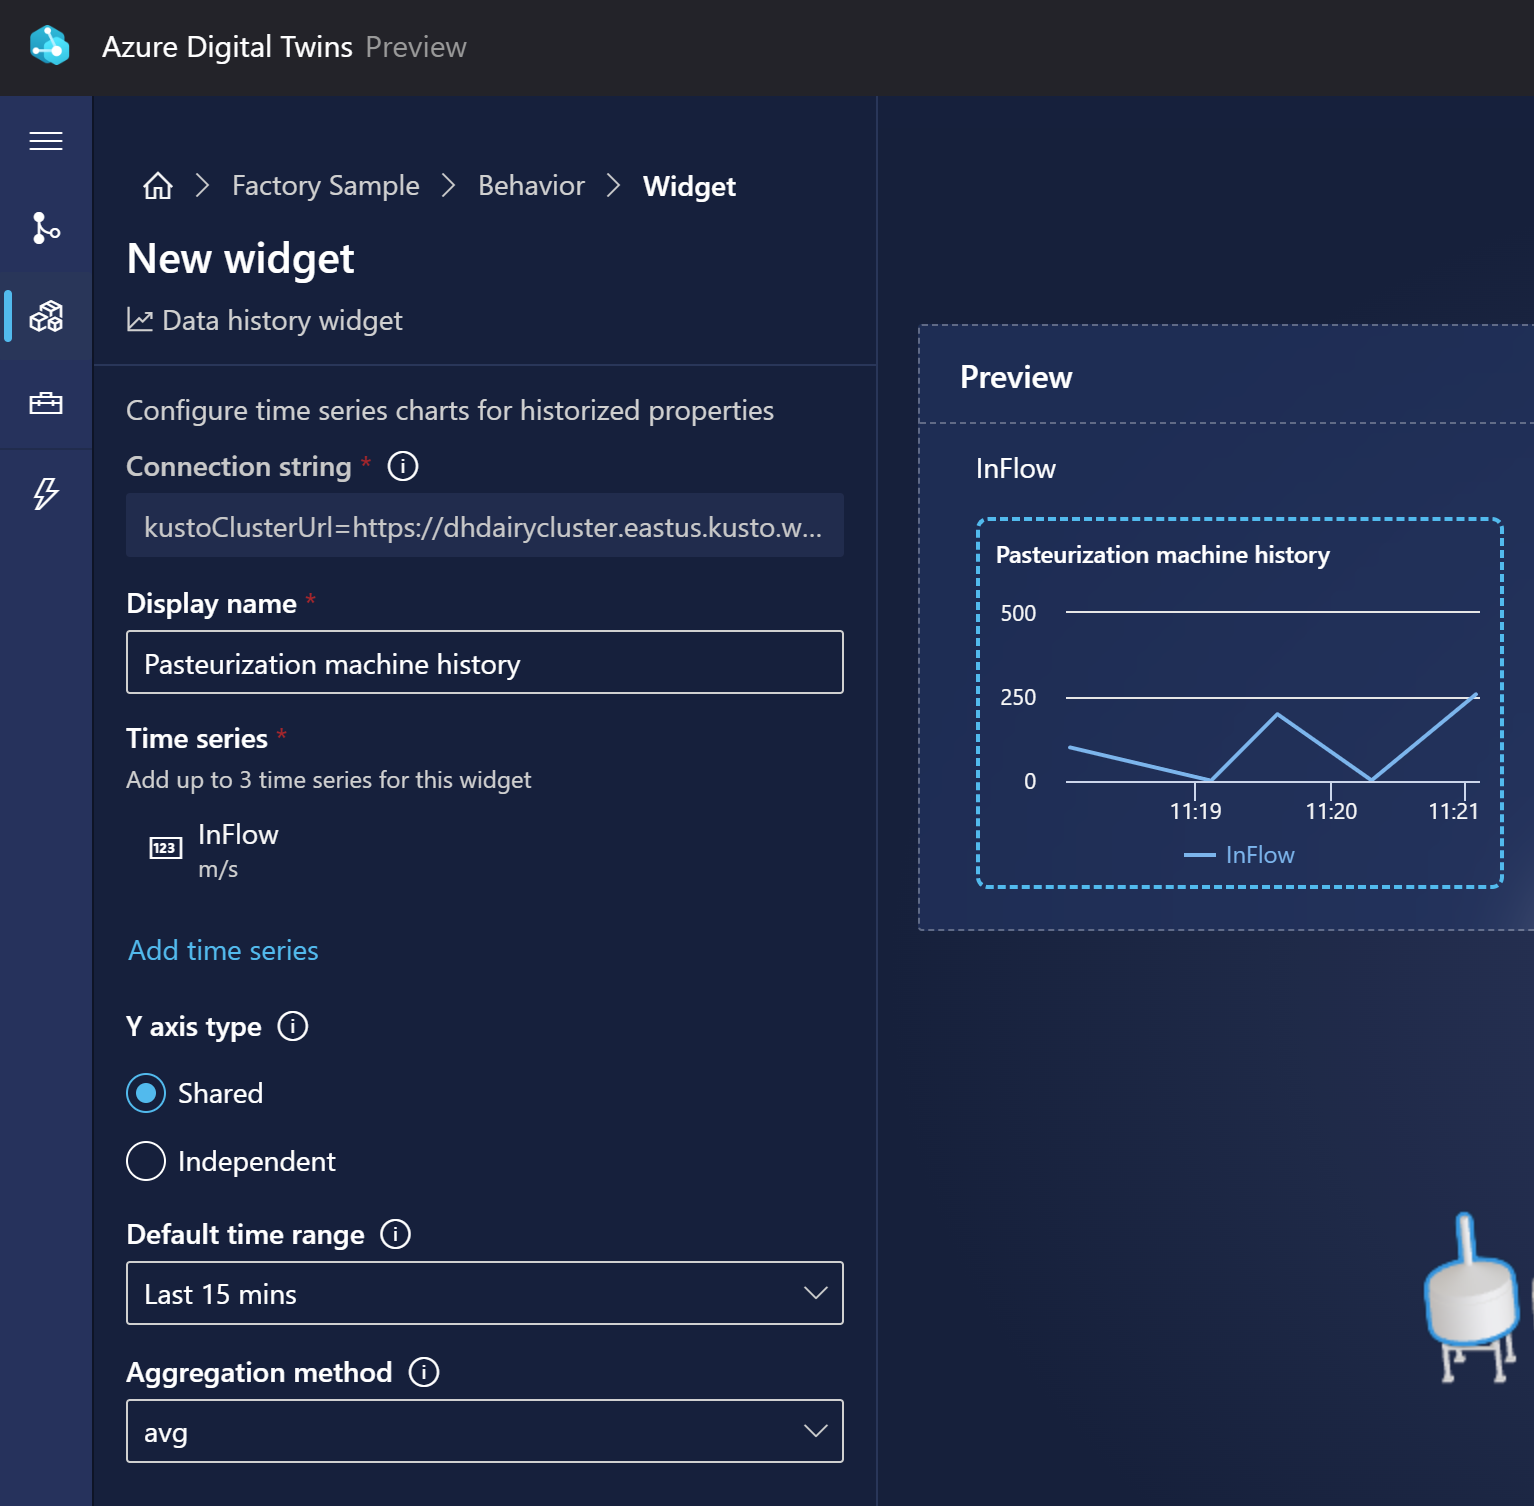 Azure Digital Twins Preview
Factory Sample Behavior Widget
New widget
Data history widget
Configure time series charts for historized properties
Connection string *
kustoClusterUrl=https://dhdairycluster.eastus.kusto.w...
Display name *
Pasteurization machine history
Time series *
Add up to 3 time series for this widget
123
InFlow
m/s
Add time series
Y axis type
Shared
Independent
Default time range
Last 15 mins
Aggregation method
avg
Preview
InFlow
Pasteurization machine history
500
250
0
11:19 11:20 11:21
InFlow